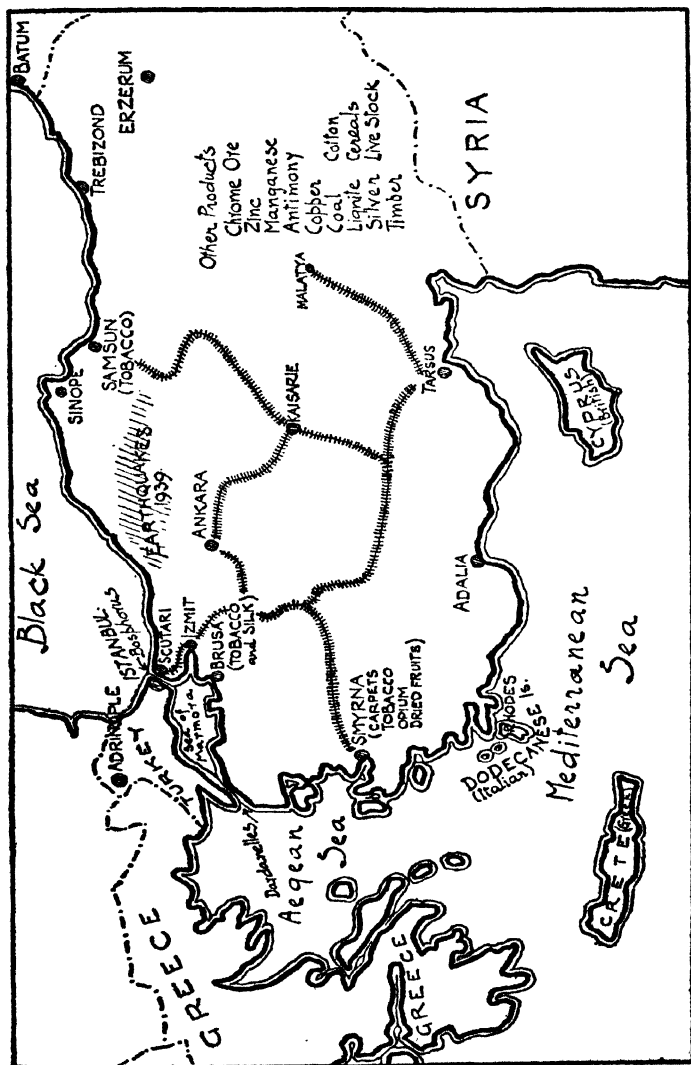 Black Sea
BATUM
TREBIZOND
ERZERUM
SINOPE
SAMSUN
(TOBACCO)
EARTHQUAKES
1939
Other Products
Chrome Ore
Zinc
Manganese
Antimony
Copper
Coal Cotton
Lignite Cereals
Silver Live Stock
Timber
MALATYA
KAISARIE
ANKARA
ADRINOPLE
TURKEY
ISTANBUL
Bosphorus
SCUTARI
IZMIT
Sea of
Marmora
BRUSA
(TOBACCO
and SILK)
Dardanelles
GREECE
Aegean
Sea
GREECE
SMYRNA
(CARPETS
TOBACCO
OPIUM
DRIED FRUITS)
ADALIA
TARSUS
SYRIA
CYPRUS
(British)
RHODES
DODECANESE Is.
(Italian)
Mediterranean
Sea
CRETE
(Greek)